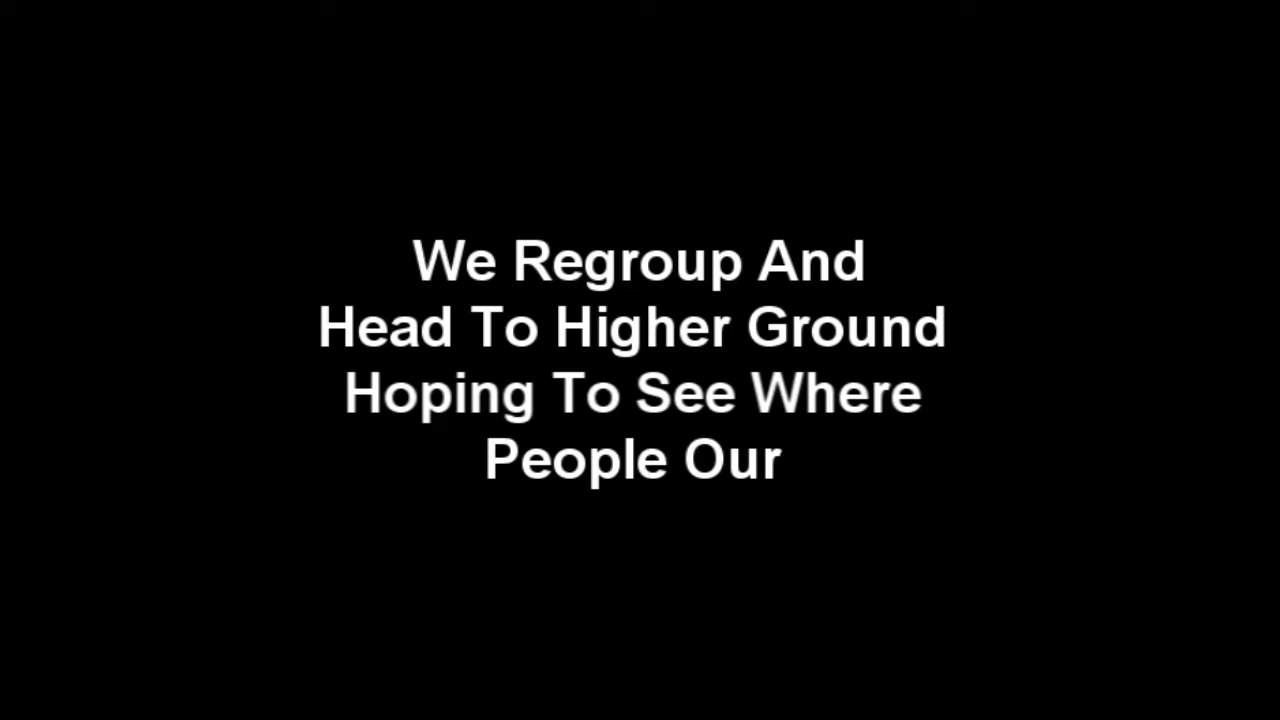 We Regroup And
Head To Higher Ground
Hoping To See Where
People Our